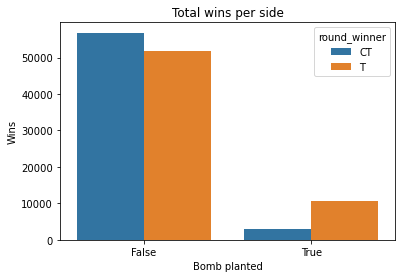 Total wins per side
round_winner
CT
T
50000
40000
30000
20000
10000
0
Wins
False
True
Bomb planted